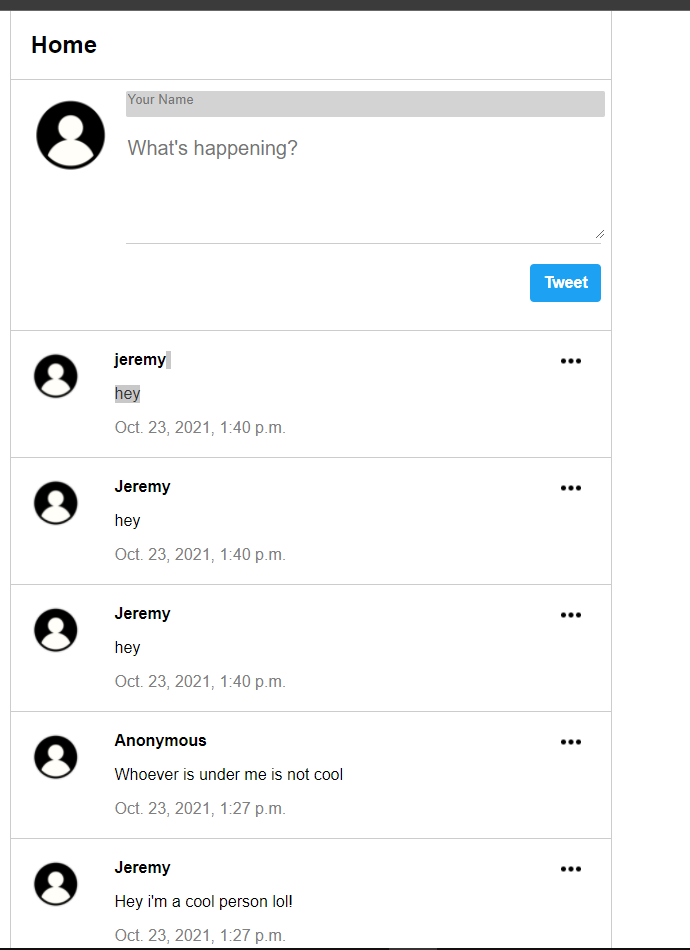 Home
Your Name
What's happening?
Tweet
jeremy
hey
Oct. 23, 2021, 1:40 p.m.
Jeremy
hey
Oct. 23, 2021, 1:40 p.m.
Jeremy
hey
Oct. 23, 2021, 1:40 p.m.
Anonymous
Whoever is under me is not cool
Oct. 23, 2021, 1:27 p.m.
Jeremy
Hey i'm a cool person lol!
Oct. 23, 2021, 1:27 p.m.